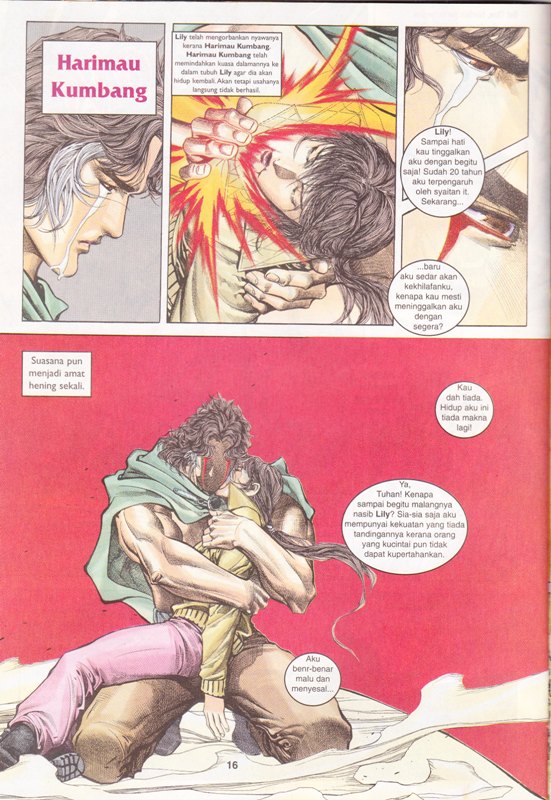 Harimau
Kumbang
Lily telah mengorbankan nyawanya
kerana Harimau Kumbang.
Harimau Kumbang telah
memindahkan kuasa dalamannya ke
dalam tubuh Lily agar dia akan
hidup kembali. Akan tetapi usahanya
langsung tidak berhasil.
Lily!
Sampai hati
kau tinggalkan
aku dengan begitu
saja! Sudah 20 tahun
aku terpengaruh
oleh syaitan it.
Sekarang...
...baru
aku sedar akan
kekhilafanku,
kenapa kau mesti
meninggalkan aku
dengan
segera?
Suasana pun
menjadi amat
hening sekali.
Kau
dah tiada.
Hidup aku ini
tiada makna
lagi!
Ya,
Tuhan! Kenapa
sampai begitu malangnya
nasib Lily? Sia-sia saja aku
mempunyai kekuatan yang tiada
tandingannya kerana orang
yang kucintai pun tidak
dapat kupertahankan.
Aku
benr-benar
malu dan
menyesal...
16